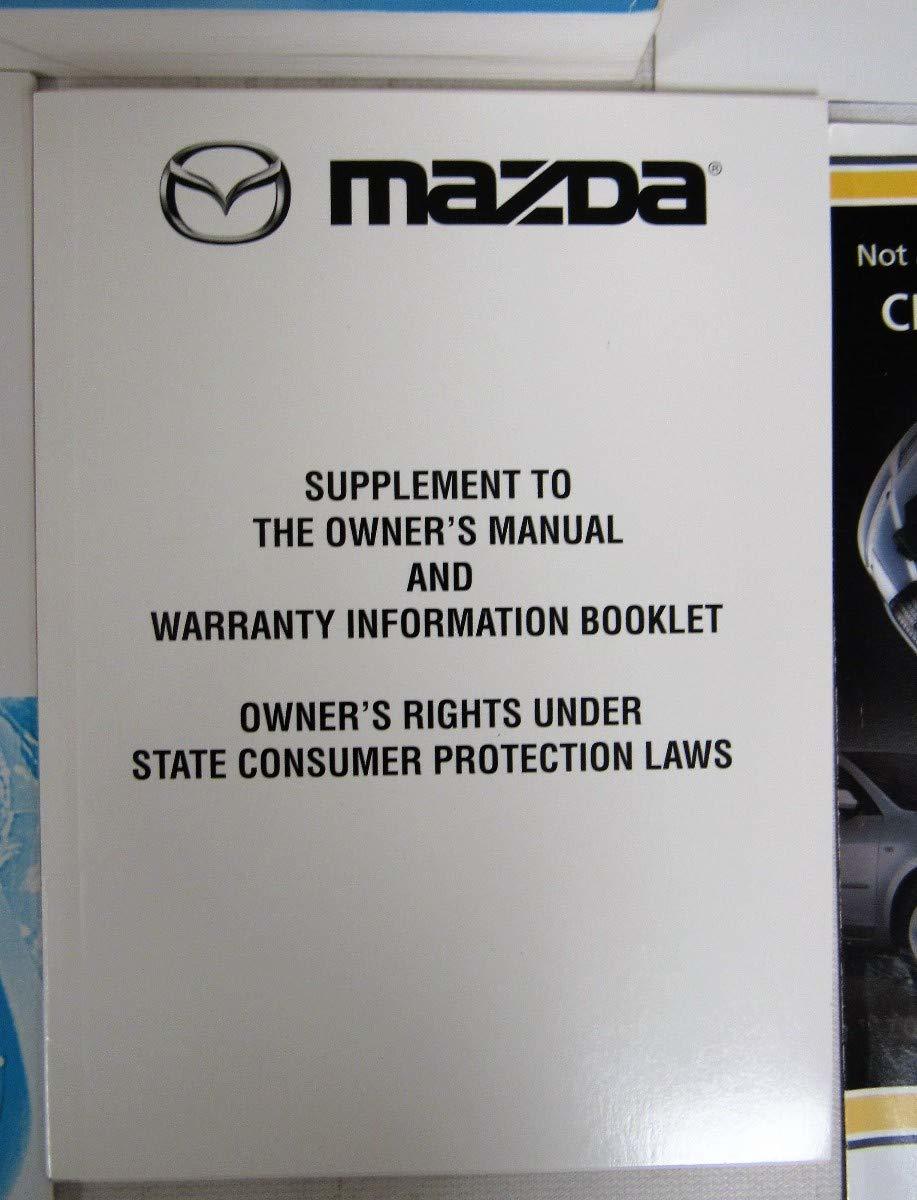 mazda®
SUPPLEMENT TO
THE OWNER'S MANUAL
AND
WARRANTY INFORMATION BOOKLET
OWNER'S RIGHTS UNDER
STATE CONSUMER PROTECTION LAWS
Not